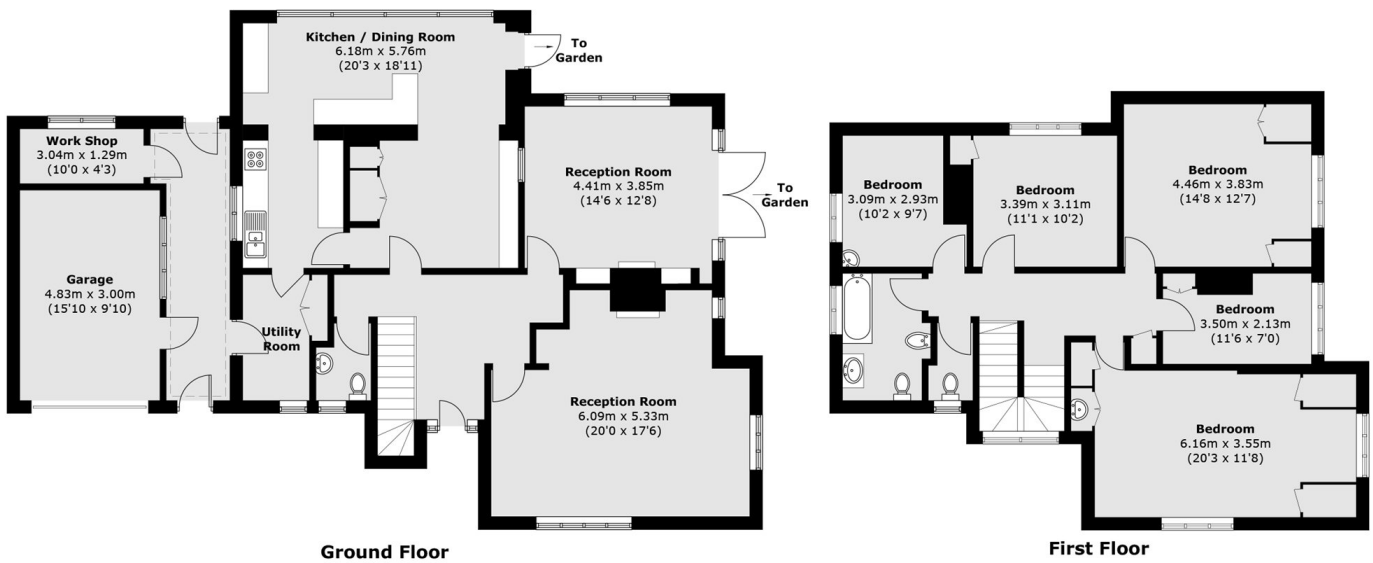 Kitchen / Dining Room
6.18m x 5.76m
(20'3 x 18'11)
To
Garden
Work Shop
3.04m x 1.29m
(10'0 x 4'3)
Reception Room
4.41m x 3.85m
(14'6 x 12'8)
To
Garden
Garage
4.83m x 3.00m
(15'10 x 9'10)
Utility
Room
Reception Room
6.09m x 5.33m
(20'0 x 17'6)
Ground Floor
Bedroom
3.09m x 2.93m
(10'2 x 9'7)
Bedroom
3.39m x 3.11m
(11'1 x 10'2)
Bedroom
4.46m x 3.83m
(14'8 x 12'7)
Bedroom
3.50m x 2.13m
(11'6 x 7'0)
Bedroom
6.16m x 3.55m
(20'3 x 11'8)
First Floor